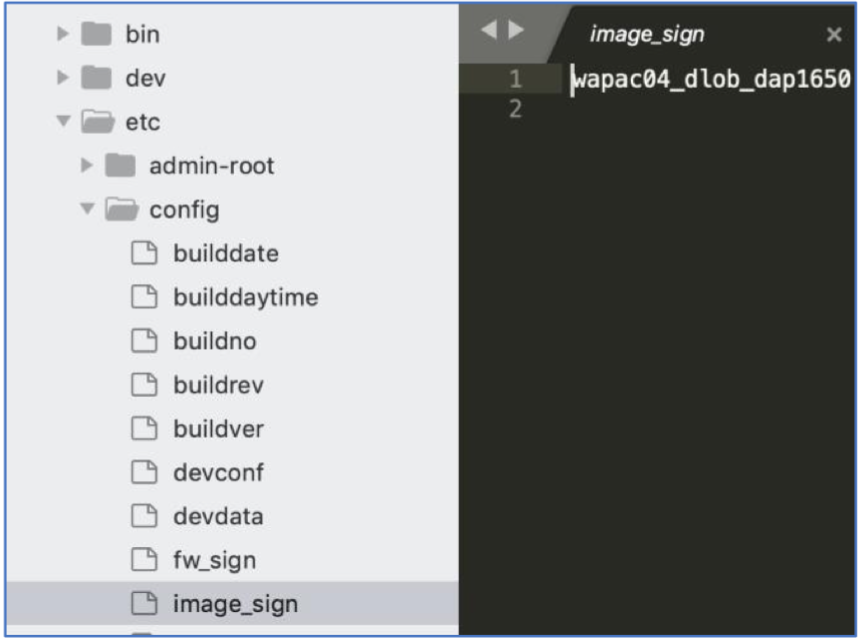 bin
dev
etc
admin-root
config
builddate
builddaytime
buildno
buildrev
buildver
devconf
devdata
fw_sign
image_sign
image_sign
1 wapac04_dlob_dap1650
2